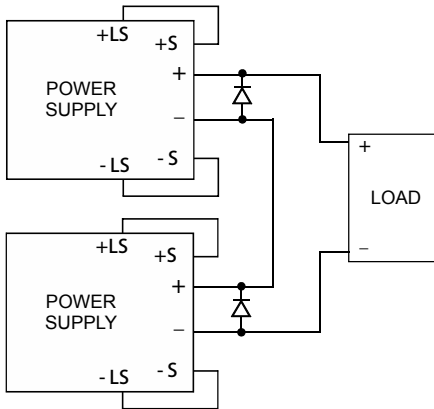 +LS
+S
+
POWER
SUPPLY
−
- S
- LS
+
LOAD
−
+LS
+S
+
POWER
SUPPLY
−
- S
- LS